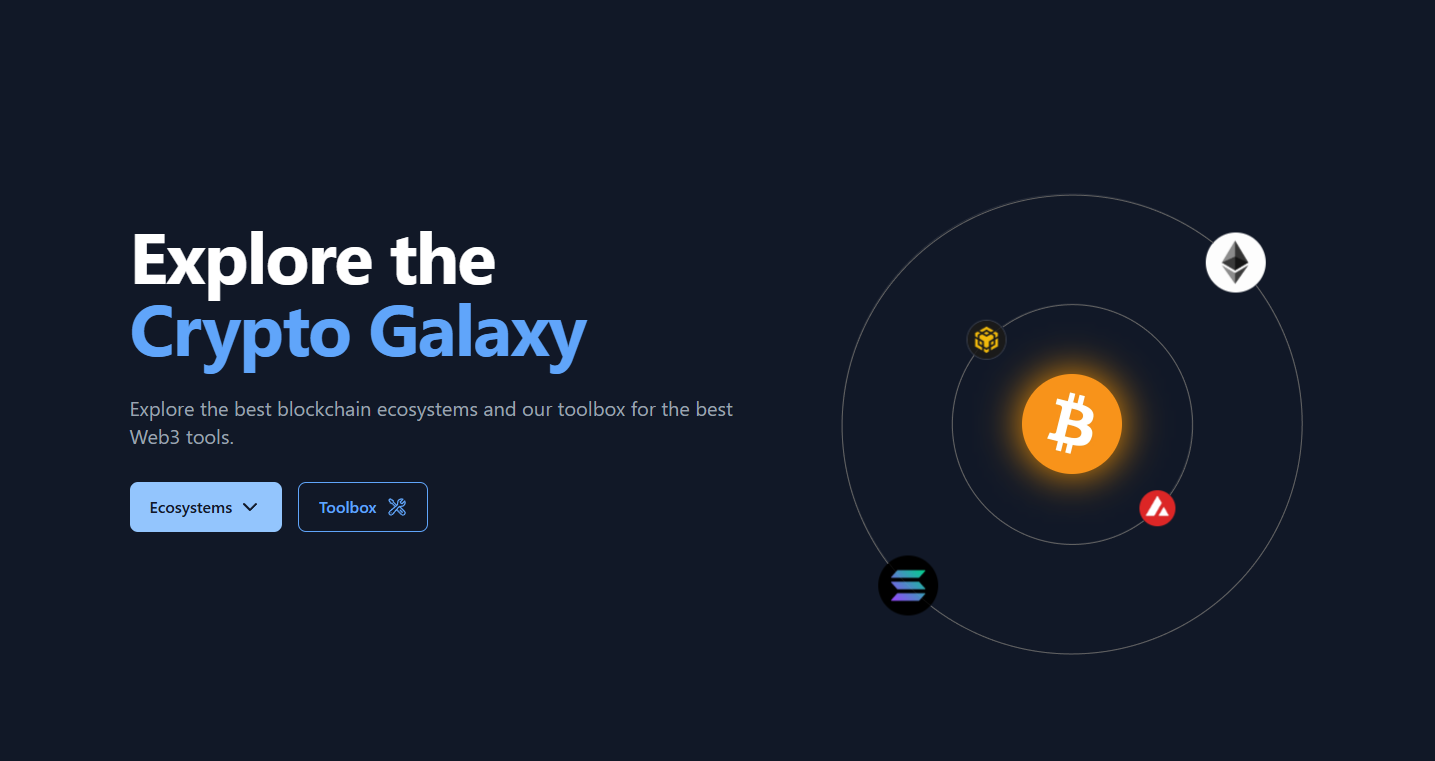 Explore the
Crypto Galaxy
Explore the best blockchain ecosystems and our toolbox for the best
Web3 tools.
Ecosystems
Toolbox